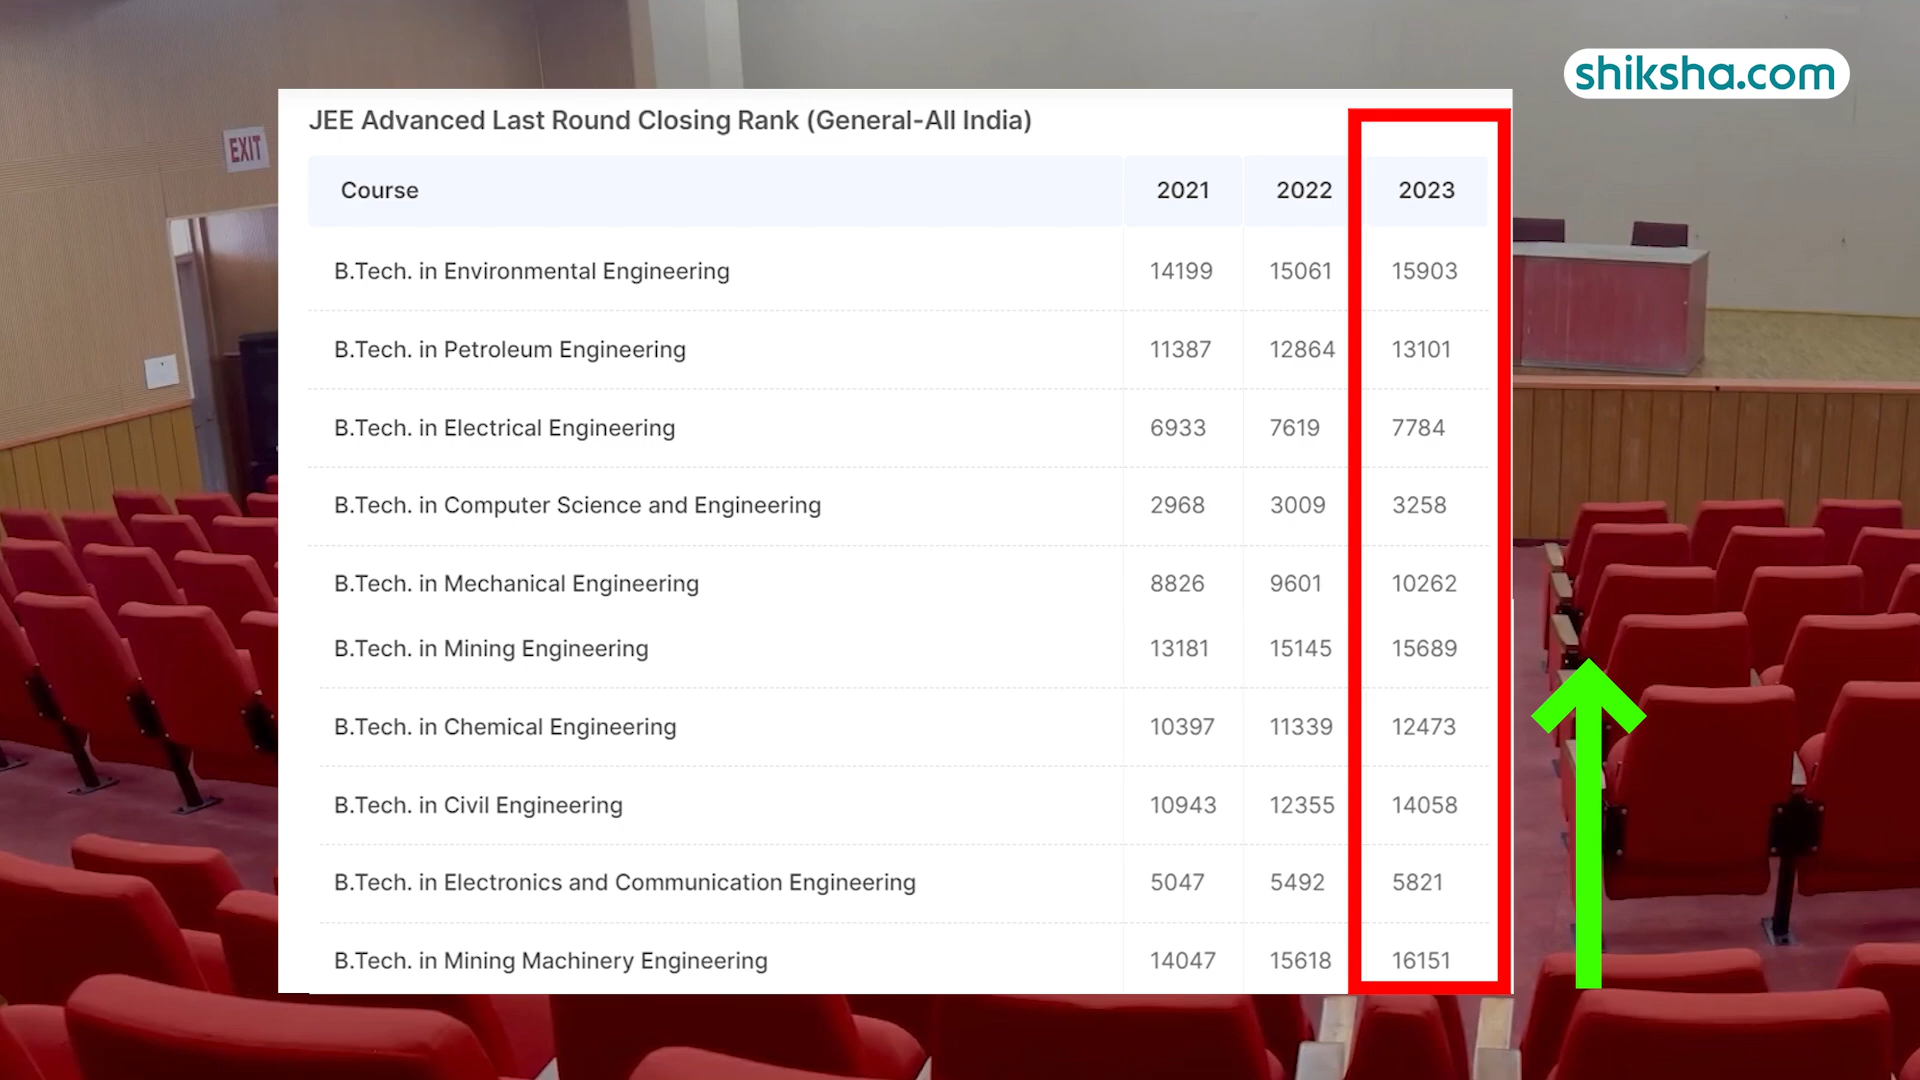 shiksha.com
EXIT
JEE Advanced Last Round Closing Rank (General-All India)
Course 2021 2022 2023
B.Tech. in Environmental Engineering 14199 15061 15903
B.Tech. in Petroleum Engineering 11387 12864 13101
B.Tech. in Electrical Engineering 6933 7619 7784
B.Tech. in Computer Science and Engineering 2968 3009 3258
B.Tech. in Mechanical Engineering 8826 9601 10262
B.Tech. in Mining Engineering 13181 15145 15689
B.Tech. in Chemical Engineering 10397 11339 12473
B.Tech. in Civil Engineering 10943 12355 14058
B.Tech. in Electronics and Communication Engineering 5047 5492 5821
B.Tech. in Mining Machinery Engineering 14047 15618 16151